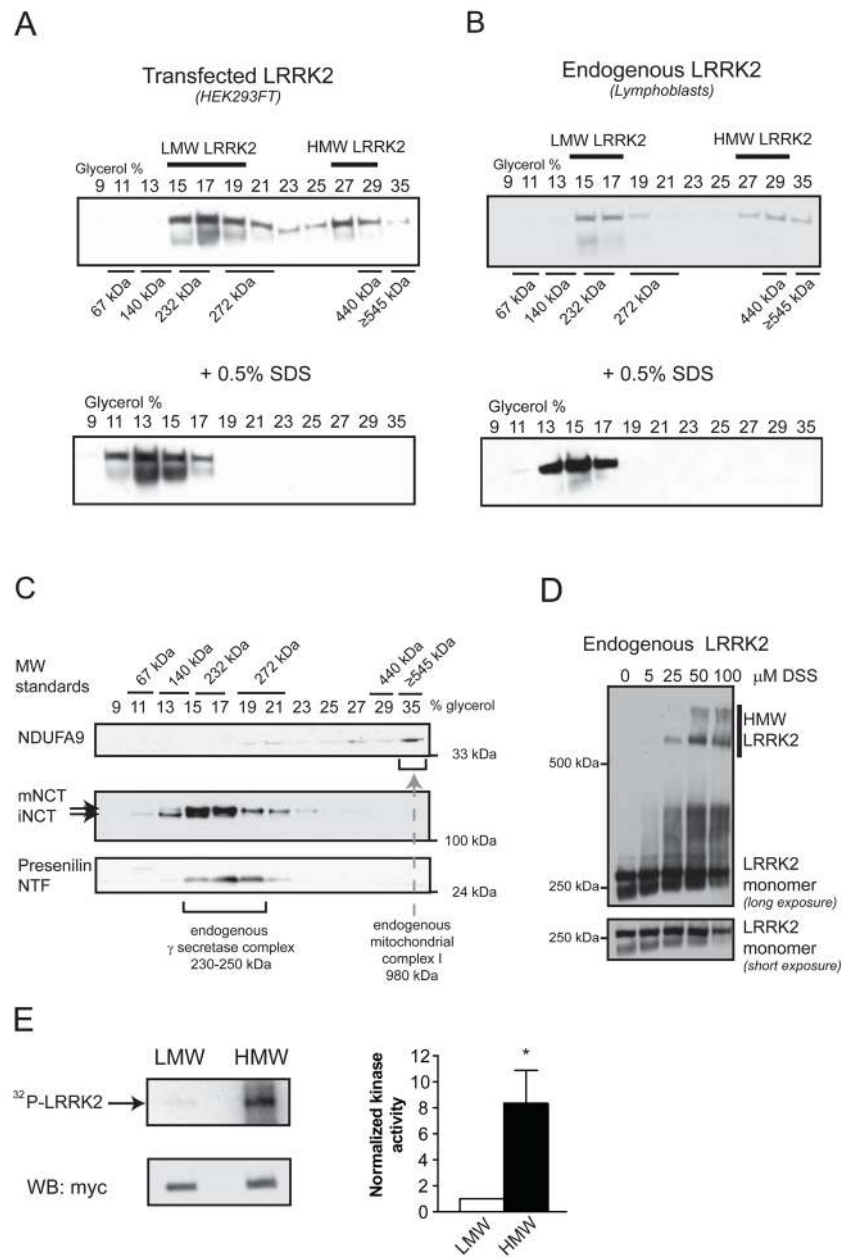 A
Transfected LRRK2
(HEK293FT)
LMW LRRK2 HMW LRRK2
Glycerol %
9 11 13 15 17 19 21 23 25 27 29 35
67 kDa 140 kDa 232 kDa 272 kDa 440 kDa ≥545 kDa
+ 0.5% SDS
Glycerol %
9 11 13 15 17 19 21 23 25 27 29 35
B
Endogenous LRRK2
(Lymphoblasts)
LMW LRRK2 HMW LRRK2
Glycerol %
9 11 13 15 17 19 21 23 25 27 29 35
67 kDa 140 kDa 232 kDa 272 kDa 440 kDa ≥545 kDa
+ 0.5% SDS
Glycerol %
9 11 13 15 17 19 21 23 25 27 29 35
C
MW
standards
67 kDa 140 kDa 232 kDa 272 kDa 440 kDa ≥545 kDa
9 11 13 15 17 19 21 23 25 27 29 35 % glycerol
NDUFA9
33 kDa
mNCT
iNCT
100 kDa
Presenilin
NTF
24 kDa
endogenous
γ secretase complex
230-250 kDa
endogenous
mitochondrial
complex I
980 kDa
D
Endogenous LRRK2
0 5 25 50 100 µM DSS
HMW
LRRK2
500 kDa
250 kDa
LRRK2
monomer
(long exposure)
250 kDa
LRRK2
monomer
(short exposure)
E
LMW HMW
³²P-LRRK2
WB: myc
Normalized kinase
activity
12
10
8
6
4
2
0
*
LMW
HMW